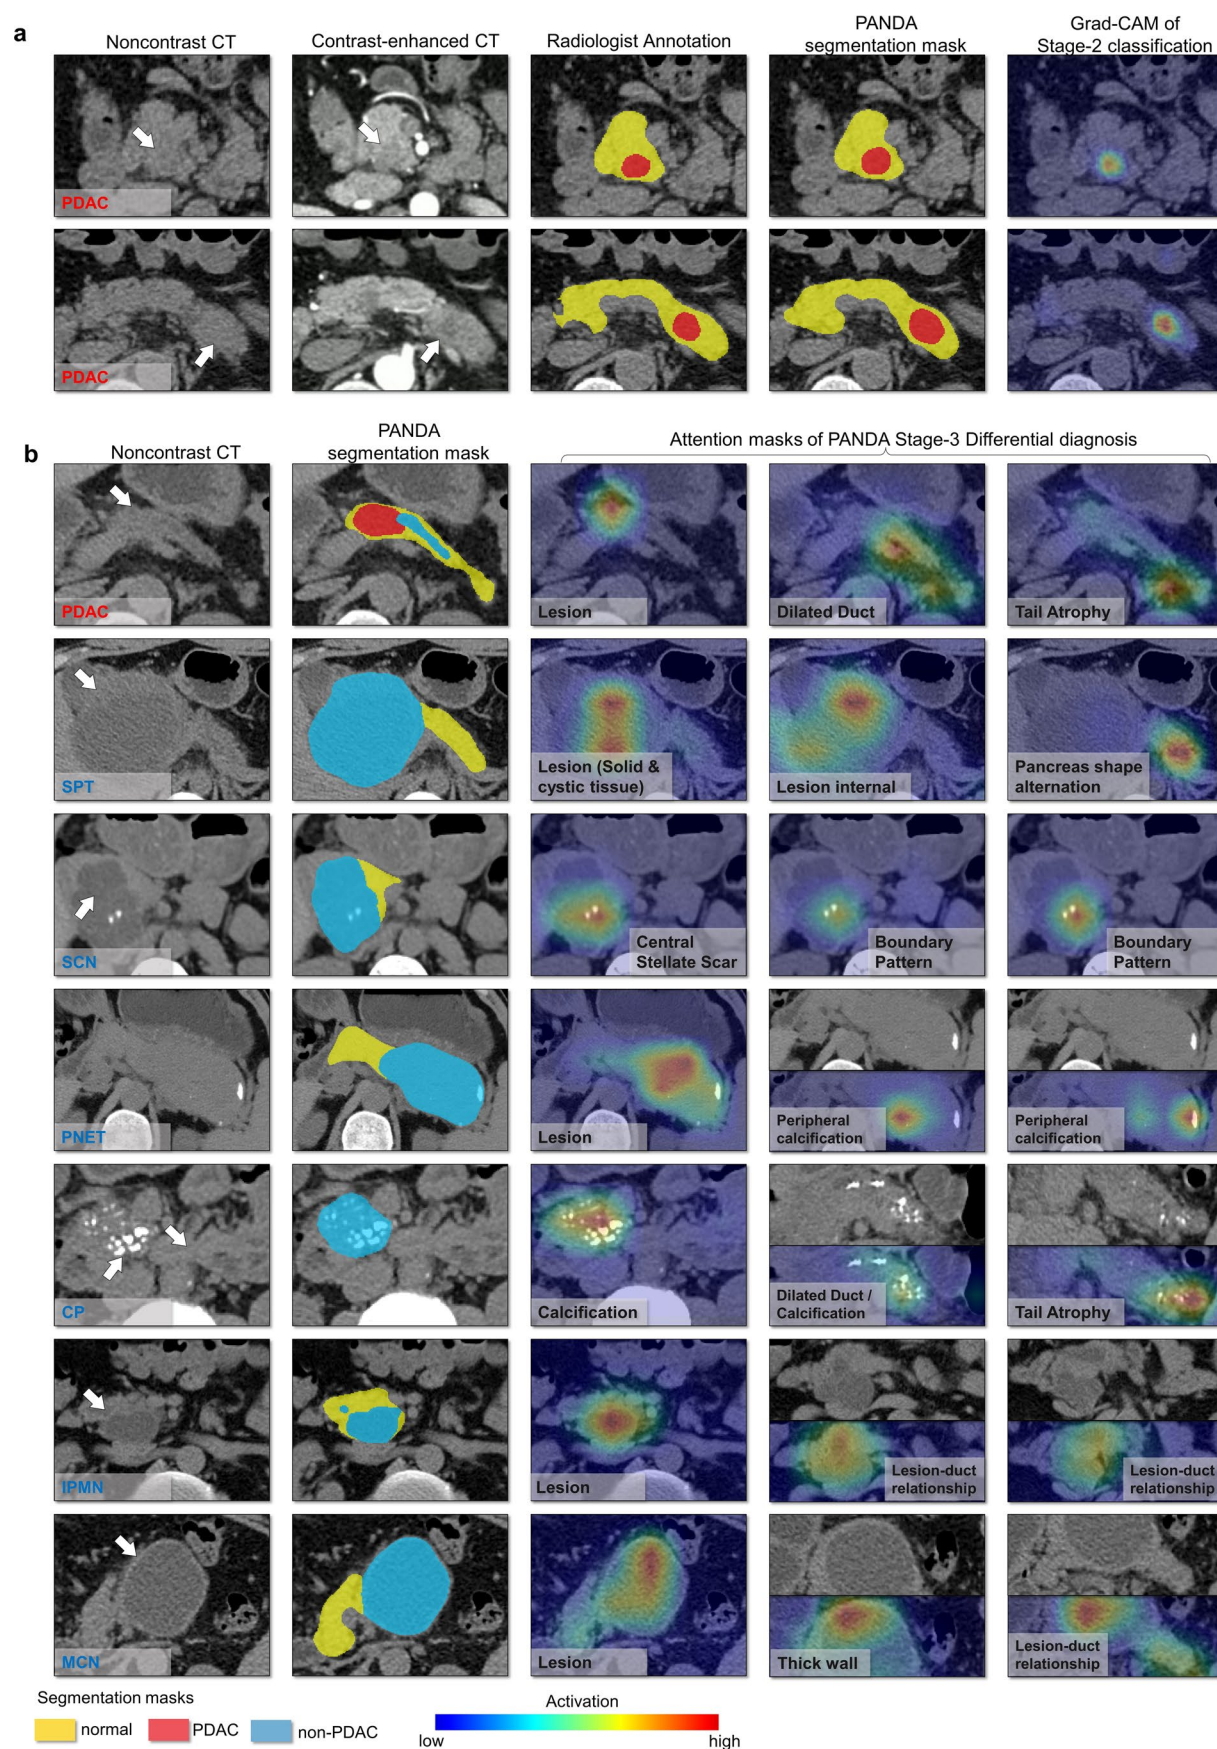 a
Noncontrast CT
Contrast-enhanced CT
Radiologist Annotation
PANDA
segmentation mask
Grad-CAM of
Stage-2 classification
PDAC
PDAC
b
Noncontrast CT
PANDA
segmentation mask
Attention masks of PANDA Stage-3 Differential diagnosis
PDAC
Lesion
Dilated Duct
Tail Atrophy
SPT
Lesion (Solid &
cystic tissue)
Lesion internal
Pancreas shape
alternation
SCN
Central
Stellate Scar
Boundary
Pattern
Boundary
Pattern
PNET
Lesion
Peripheral
calcification
Peripheral
calcification
CP
Calcification
Dilated Duct /
Calcification
Tail Atrophy
IPMN
Lesion
Lesion-duct
relationship
Lesion-duct
relationship
MCN
Lesion
Thick wall
Lesion-duct
relationship
Segmentation masks
normal
PDAC
non-PDAC
Activation
low
high